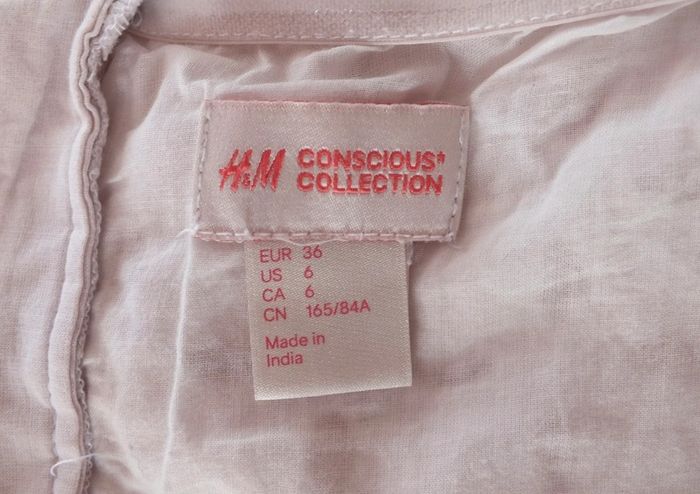 H&M CONSCIOUS*
COLLECTION
EUR 36
US 6
CA 6
CN 165/84A
Made in
India